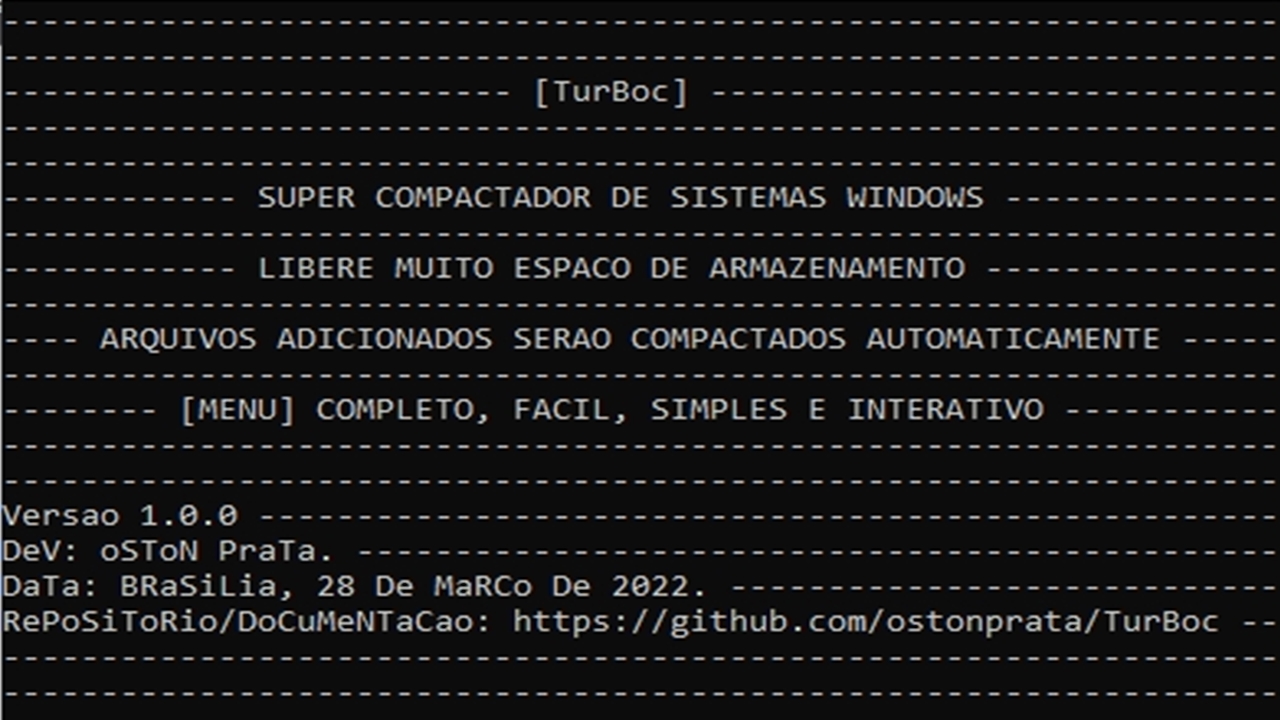 [TurBoc]
SUPER COMPACTADOR DE SISTEMAS WINDOWS
LIBERE MUITO ESPACO DE ARMAZENAMENTO
ARQUIVOS ADICIONADOS SERAO COMPACTADOS AUTOMATICAMENTE
[MENU] COMPLETO, FACIL, SIMPLES E INTERATIVO
Versao 1.0.0
DeV: oSToN PraTa.
DaTa: BRaSiLia, 28 De MaRCo De 2022.
RePoSiToRio/DoCuMeNTaCao: https://github.com/ostonprata/TurBoc